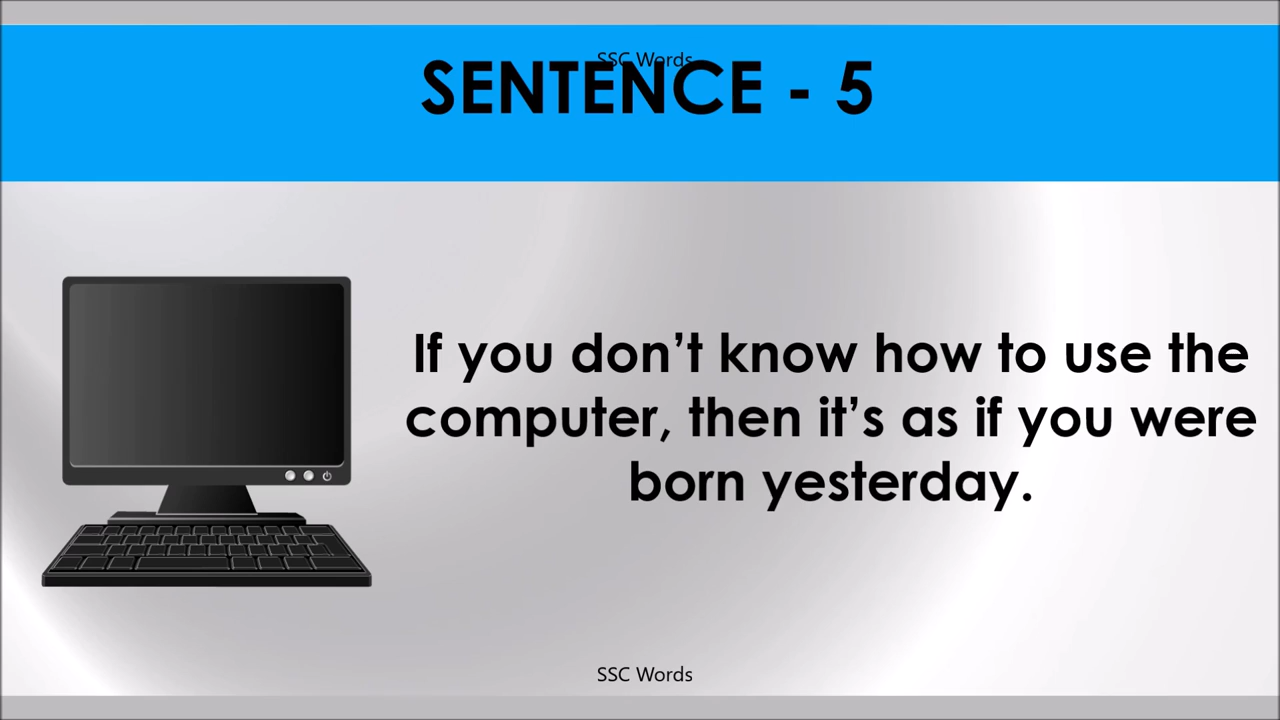 SSC Words
SENTENCE - 5
If you don’t know how to use the
computer, then it’s as if you were
born yesterday.
SSC Words